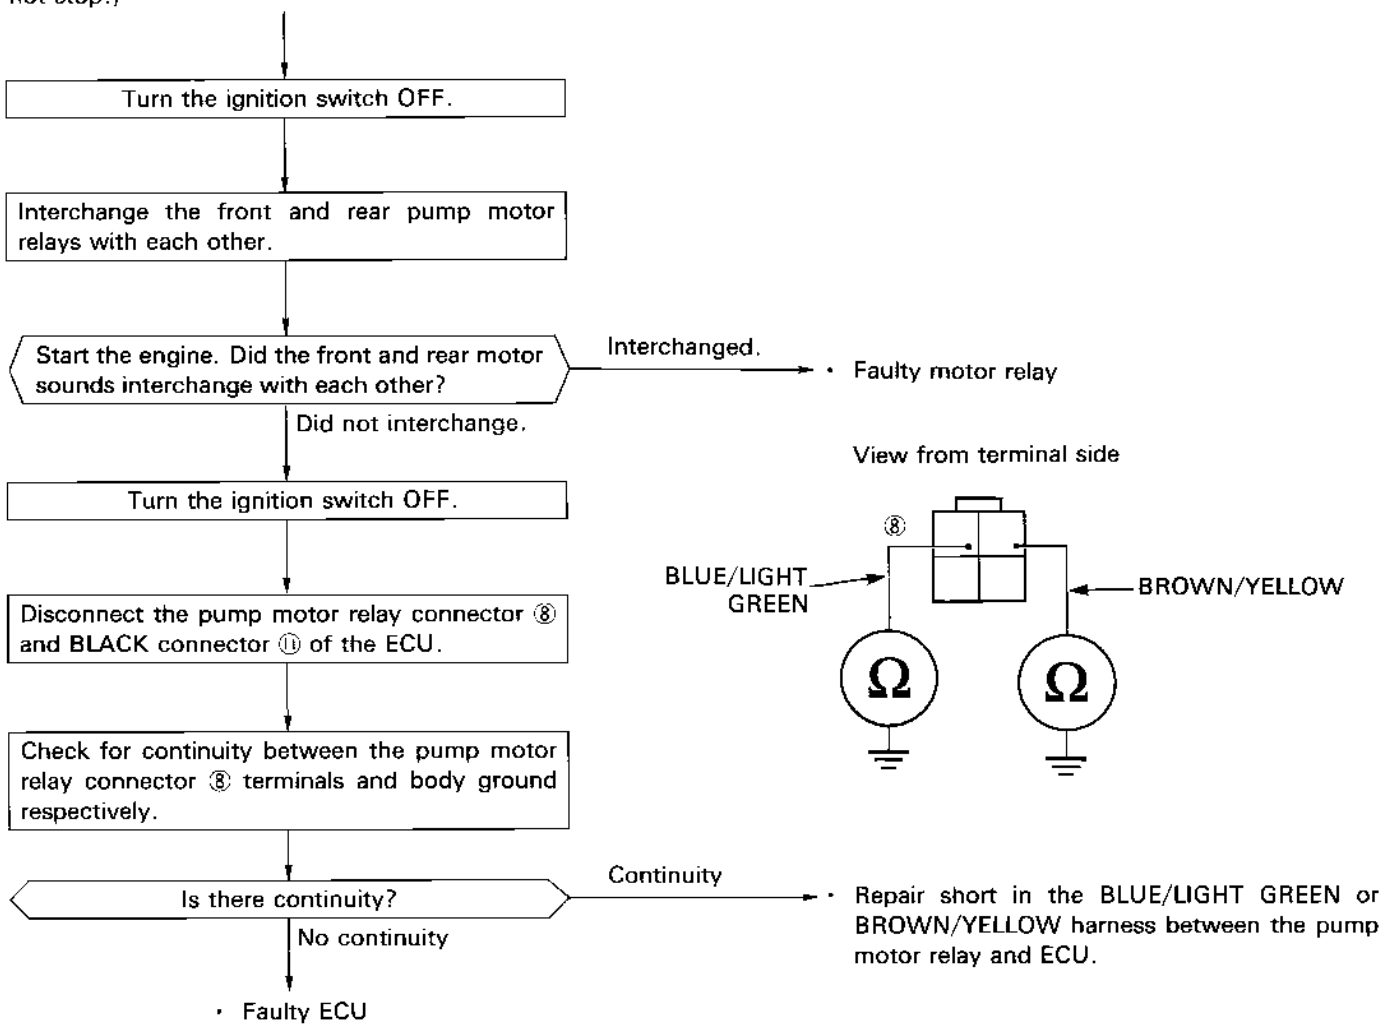 Turn the ignition switch OFF.
Interchange the front and rear pump motor
relays with each other.
Start the engine. Did the front and rear motor
sounds interchange with each other?
Interchanged.
· Faulty motor relay
Did not interchange.
Turn the ignition switch OFF.
Disconnect the pump motor relay connector ⑧
and BLACK connector ⑪ of the ECU.
Check for continuity between the pump motor
relay connector ⑧ terminals and body ground
respectively.
View from terminal side
⑧
BLUE/LIGHT
GREEN
BROWN/YELLOW
Ω
Ω
Is there continuity?
Continuity
· Repair short in the BLUE/LIGHT GREEN or
BROWN/YELLOW harness between the pump
motor relay and ECU.
No continuity
· Faulty ECU